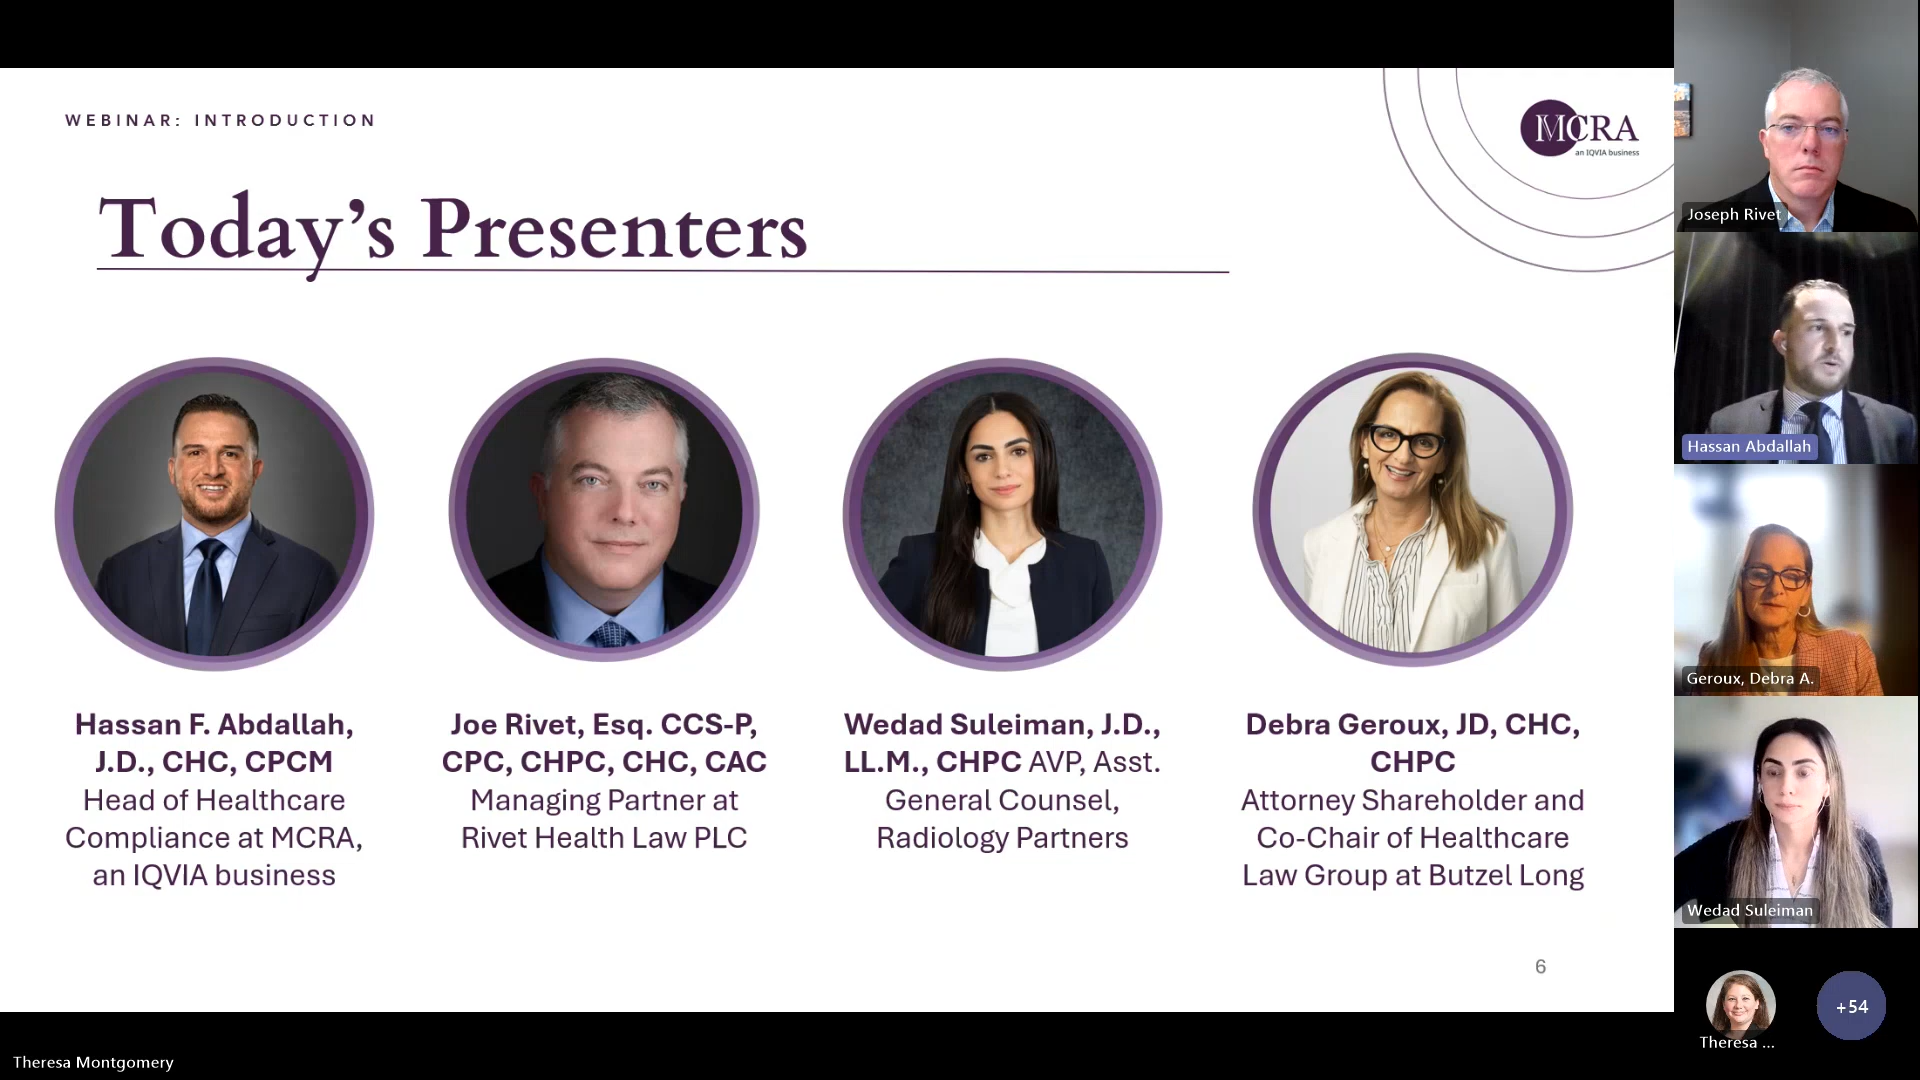 WEBINAR: INTRODUCTION
MCRA
an IQVIA business
Today’s Presenters
Hassan F. Abdallah,
J.D., CHC, CPCM
Head of Healthcare
Compliance at MCRA,
an IQVIA business
Joe Rivet, Esq. CCS-P,
CPC, CHPC, CHC, CAC
Managing Partner at
Rivet Health Law PLC
Wedad Suleiman, J.D.,
LL.M., CHPC AVP, Asst.
General Counsel,
Radiology Partners
Debra Geroux, JD, CHC,
CHPC
Attorney Shareholder and
Co-Chair of Healthcare
Law Group at Butzel Long
6
Joseph Rivet
Hassan Abdallah
Geroux, Debra A.
Wedad Suleiman
Theresa ...
+54
Theresa Montgomery